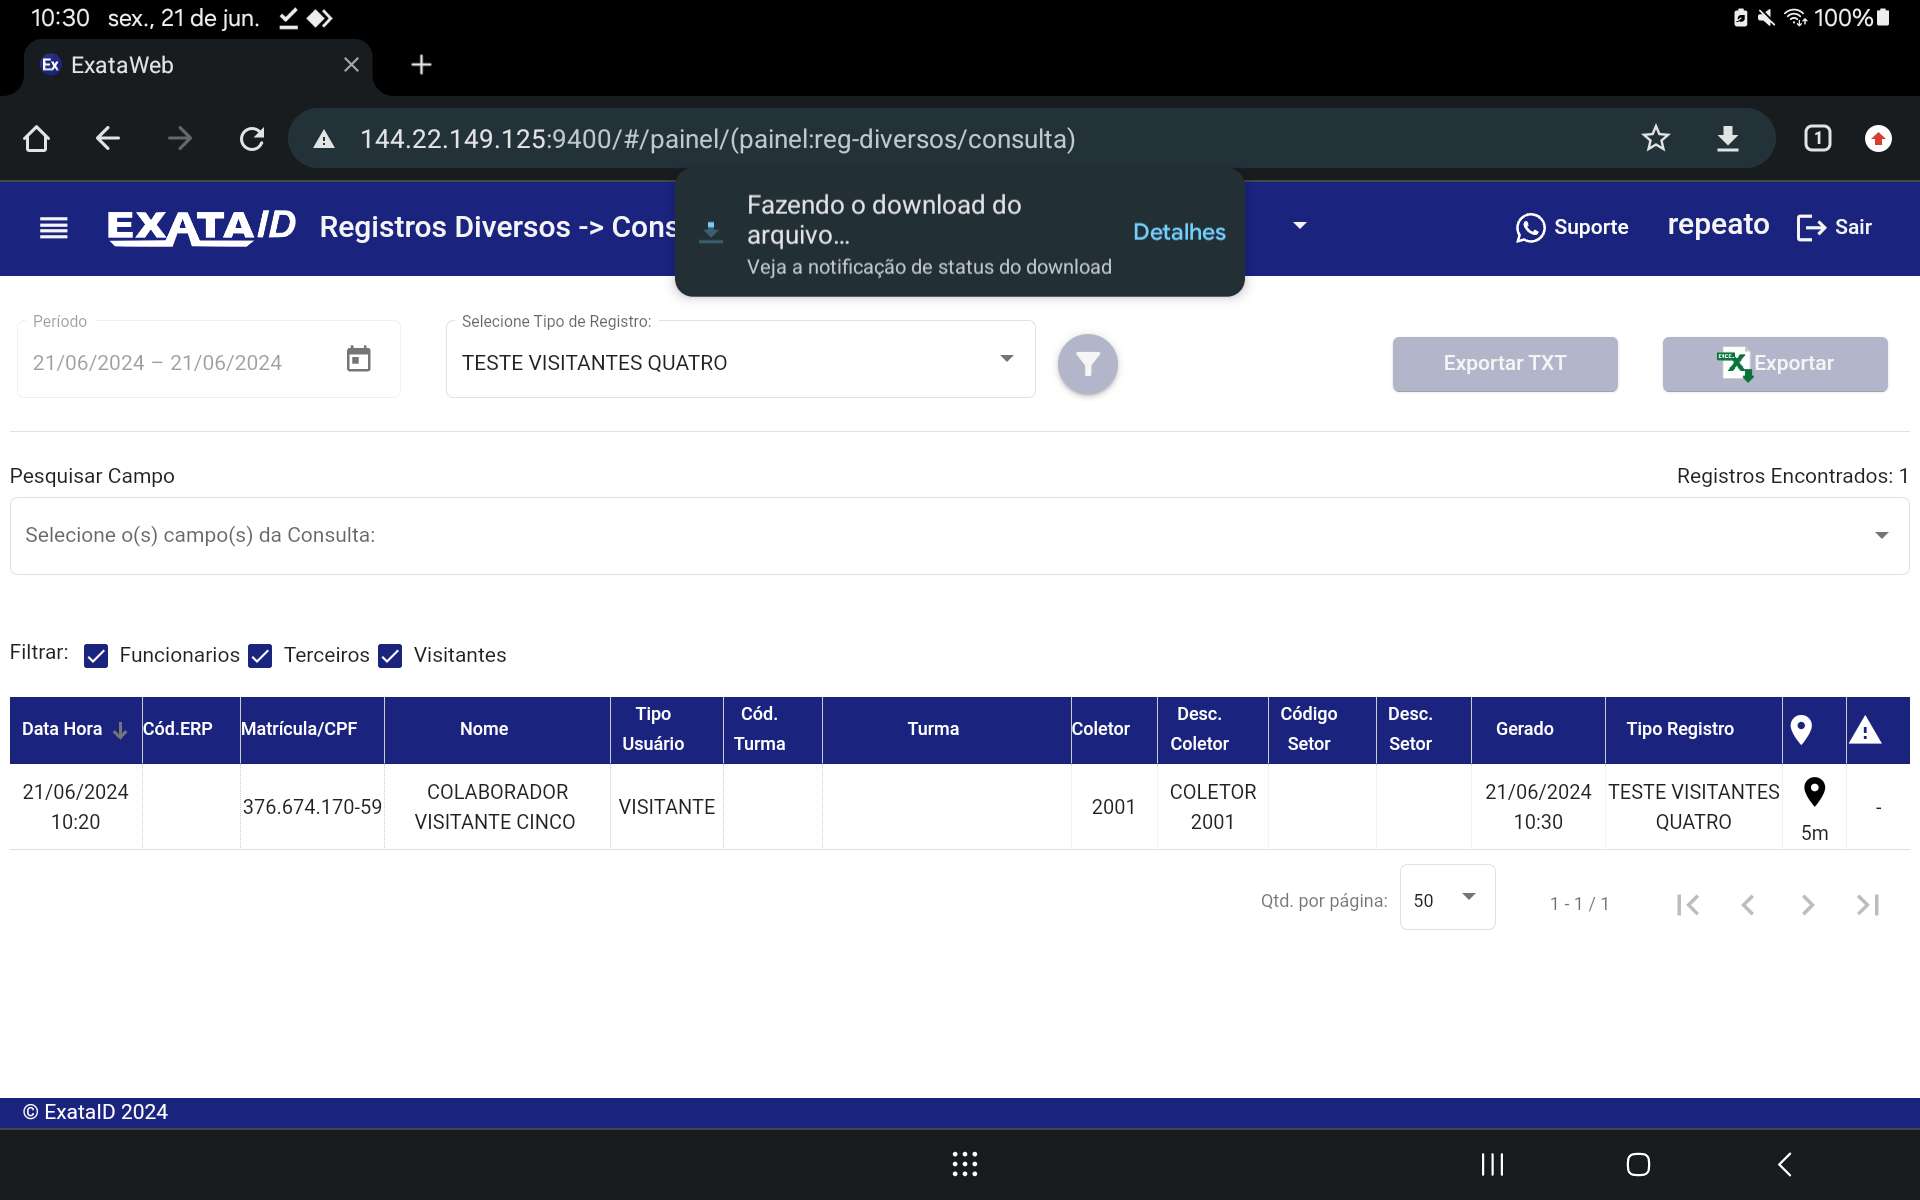 10:30 sex., 21 de jun. 100%
Ex ExataWeb
144.22.149.125:9400/#/painel/(painel:reg-diversos/consulta) 1
Fazendo o download do
arquivo...
Veja a notificação de status do download
Detalhes
EXATA/ID Registros Diversos -> Cons
Suporte repeato Sair
Período
21/06/2024 – 21/06/2024
Selecione Tipo de Registro:
TESTE VISITANTES QUATRO
Exportar TXT
Exportar
Pesquisar Campo
Registros Encontrados: 1
Selecione o(s) campo(s) da Consulta:
Filtrar: Funcionarios Terceiros Visitantes
Data Hora Cód.ERP Matrícula/CPF Nome Tipo Usuário Cód. Turma Turma Coletor Desc. Coletor Código Setor Desc. Setor Gerado Tipo Registro
21/06/2024 10:20 376.674.170-59 COLABORADOR VISITANTE CINCO VISITANTE 2001 COLETOR 2001 21/06/2024 10:30 TESTE VISITANTES QUATRO 5m -
Qtd. por página: 50 1 - 1 / 1
© ExataID 2024